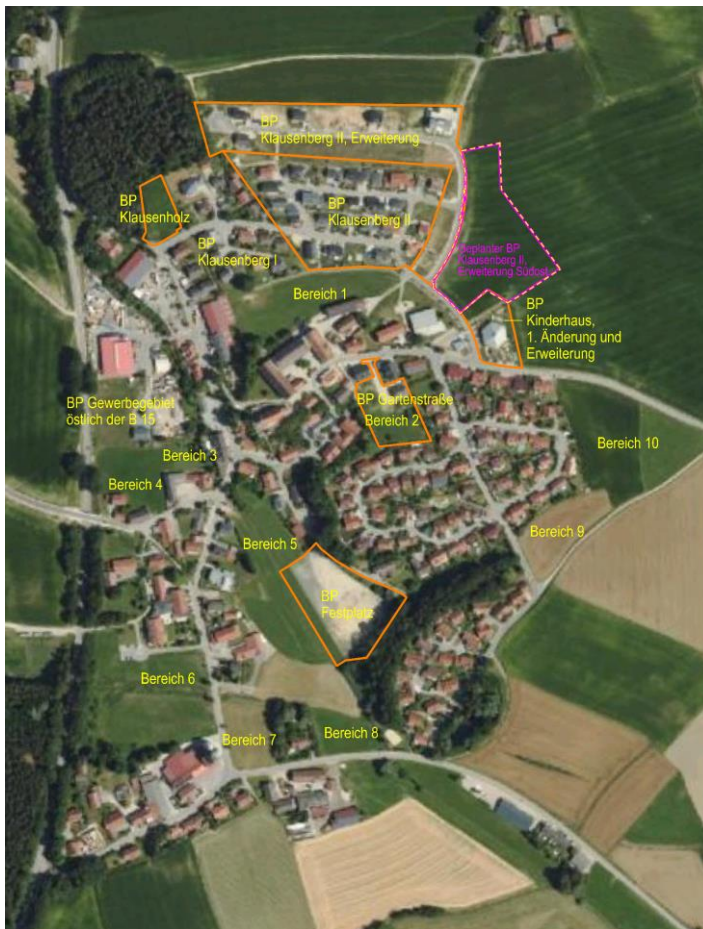 BP
Klausenberg II, Erweiterung
BP
Klausenholz
BP
Klausenberg II
BP
Klausenberg I
geplanter BP
Klausenberg II,
Erweiterung Südost
Bereich 1
BP
Kinderhaus,
1. Änderung und
Erweiterung
BP Gewerbegebiet
östlich der B 15
BP Gartenstraße
Bereich 2
Bereich 3
Bereich 4
Bereich 10
Bereich 5
Bereich 9
BP
Festplatz
Bereich 6
Bereich 7
Bereich 8